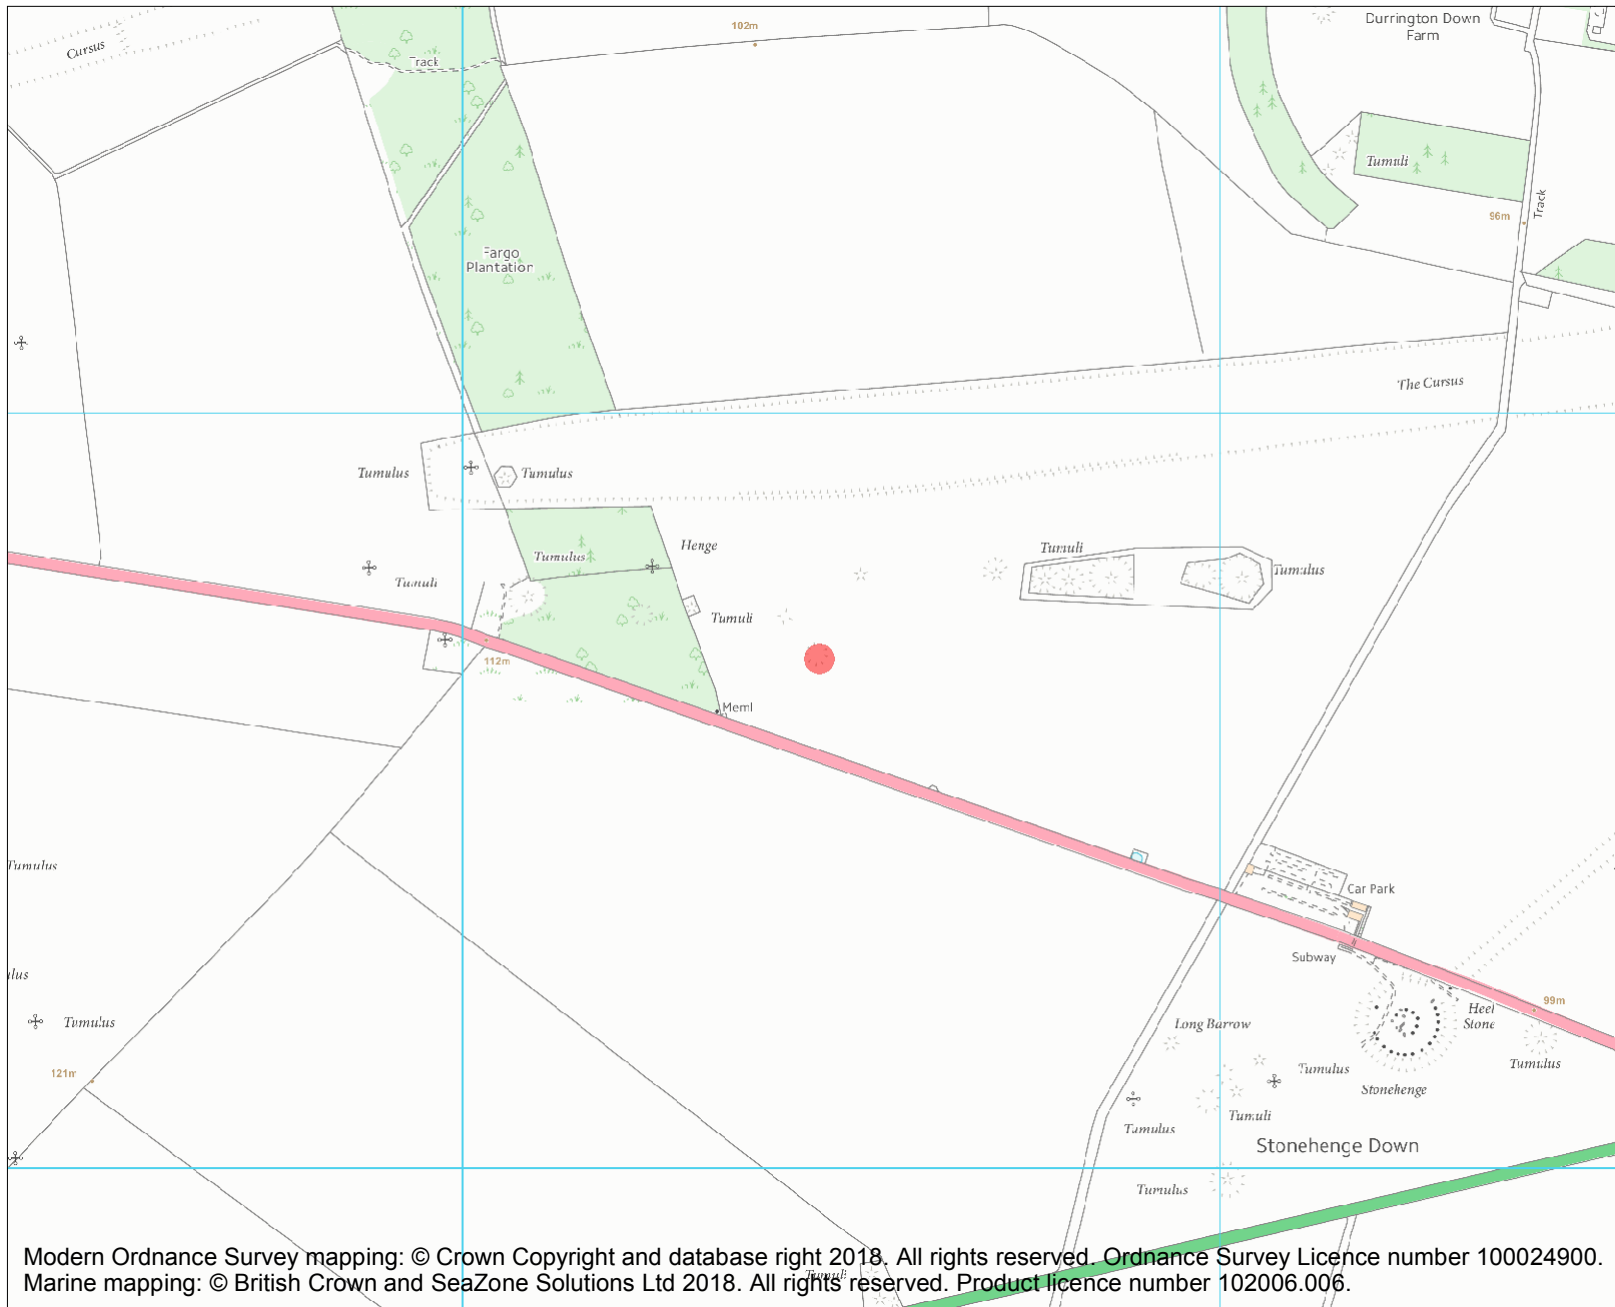 Cursus
Track
102m
Durrington Down
Farm
Tumuli
Track
96m
Fargo
Plantation
The Cursus
Tumulus
Tumulus
Henge
Tumulus
Tumuli
Tumulus
Tumuli
Tumuli
112m
Meml
Tumulus
Car Park
Subway
Heel
Stone
99m
Long Barrow
Tumulus
Tumulus
Tumulus
Stonehenge
Tumuli
Tumulus
121m
Stonehenge Down
Tumulus
Tumuli
Modern Ordnance Survey mapping: © Crown Copyright and database right 2018. All rights reserved. Ordnance Survey Licence number 100024900.
Marine mapping: © British Crown and SeaZone Solutions Ltd 2018. All rights reserved. Product licence number 102006.006.